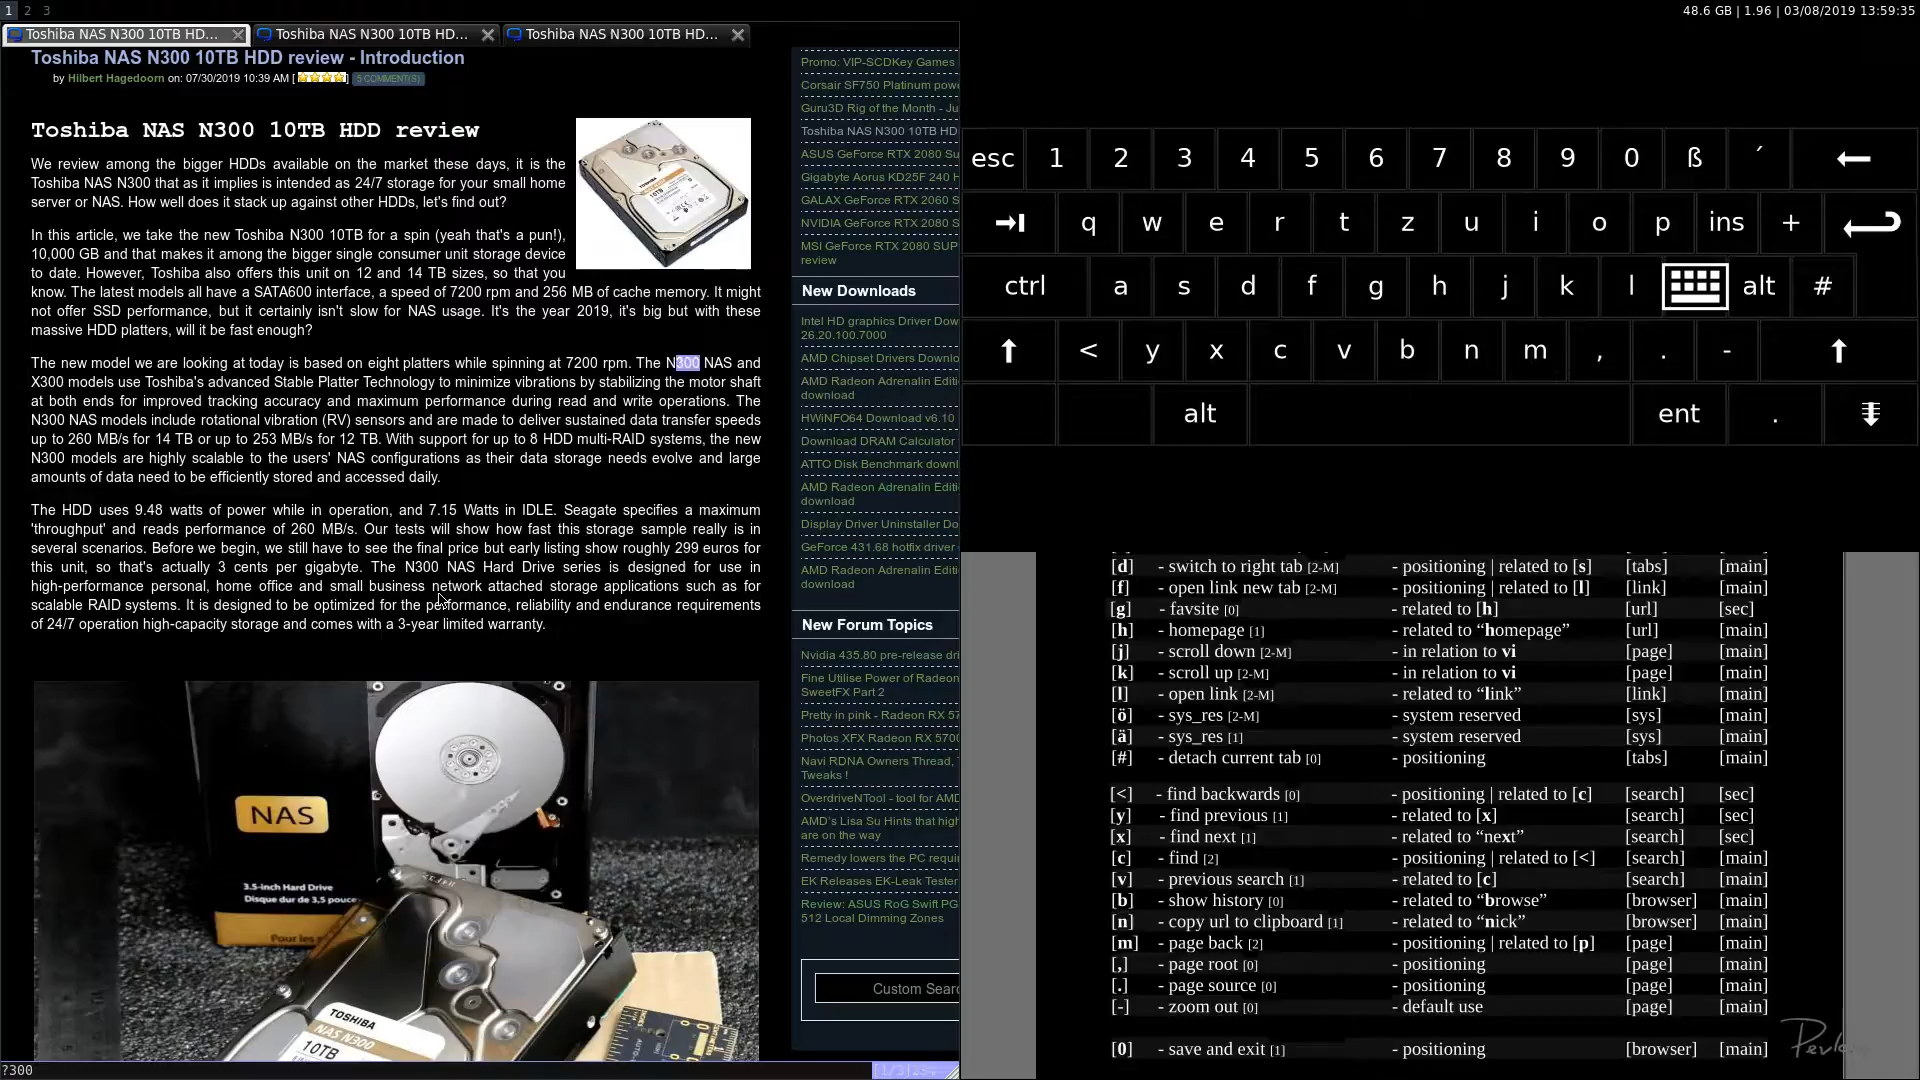 1 2 3
48.6 GB | 1.96 | 03/08/2019 13:59:35
Toshiba NAS N300 10TB HD...
Toshiba NAS N300 10TB HD...
Toshiba NAS N300 10TB HD...
Toshiba NAS N300 10TB HDD review - Introduction
by Hilbert Hagedoorn on: 07/30/2019 10:39 AM [ ] 5 COMMENT(S)
Toshiba NAS N300 10TB HDD review
We review among the bigger HDDs available on the market these days, it is the
Toshiba NAS N300 that as it implies is intended as 24/7 storage for your small home
server or NAS. How well does it stack up against other HDDs, let's find out?
In this article, we take the new Toshiba N300 10TB for a spin (yeah that's a pun!),
10,000 GB and that makes it among the bigger single consumer unit storage device
to date. However, Toshiba also offers this unit on 12 and 14 TB sizes, so that you
know. The latest models all have a SATA600 interface, a speed of 7200 rpm and 256 MB of cache memory. It might
not offer SSD performance, but it certainly isn't slow for NAS usage. It's the year 2019, it's big but with these
massive HDD platters, will it be fast enough?
The new model we are looking at today is based on eight platters while spinning at 7200 rpm. The N300 NAS and
X300 models use Toshiba's advanced Stable Platter Technology to minimize vibrations by stabilizing the motor shaft
at both ends for improved tracking accuracy and maximum performance during read and write operations. The
N300 NAS models include rotational vibration (RV) sensors and are made to deliver sustained data transfer speeds
up to 260 MB/s for 14 TB or up to 253 MB/s for 12 TB. With support for up to 8 HDD multi-RAID systems, the new
N300 models are highly scalable to the users' NAS configurations as their data storage needs evolve and large
amounts of data need to be efficiently stored and accessed daily.
The HDD uses 9.48 watts of power while in operation, and 7.15 Watts in IDLE. Seagate specifies a maximum
'throughput' and reads performance of 260 MB/s. Our tests will show how fast this storage sample really is in
several scenarios. Before we begin, we still have to see the final price but early listing show roughly 299 euros for
this unit, so that's actually 3 cents per gigabyte. The N300 NAS Hard Drive series is designed for use in
high-performance personal, home office and small business network attached storage applications such as for
scalable RAID systems. It is designed to be optimized for the performance, reliability and endurance requirements
of 24/7 operation high-capacity storage and comes with a 3-year limited warranty.
TOSHIBA
10TB
NAS
3.5-inch Hard Drive
Disque dur de 3,5 pouce
Pour les
TOSHIBA
NAS N300
10TB
Promo: VIP-SCDKey Games
Corsair SF750 Platinum powe
Guru3D Rig of the Month - Ju
Toshiba NAS N300 10TB HD
ASUS GeForce RTX 2080 Su
Gigabyte Aorus KD25F 240 H
GALAX GeForce RTX 2060 S
NVIDIA GeForce RTX 2080 S
MSI GeForce RTX 2080 SUP
review
New Downloads
Intel HD graphics Driver Dow
26.20.100.7000
AMD Chipset Drivers Downlo
AMD Radeon Adrenalin Editi
download
HWiNFO64 Download v6.10
Download DRAM Calculator
ATTO Disk Benchmark downl
AMD Radeon Adrenalin Editi
download
Display Driver Uninstaller Do
GeForce 431.68 hotfix driver
AMD Radeon Adrenalin Editi
download
New Forum Topics
Nvidia 435.80 pre-release dri
Fine Utilise Power of Radeon
SweetFX Part 2
Pretty in pink - Radeon RX 57
Photos XFX Radeon RX 5700
Navi RDNA Owners Thread,
Tweaks !
OverdriveNTool - tool for AMD
AMD's Lisa Su Hints that high
are on the way
Remedy lowers the PC requi
EK Releases EK-Leak Tester
Review: ASUS RoG Swift PG
512 Local Dimming Zones
Custom Searc
?300
esc 1 2 3 4 5 6 7 8 9 0 ß ´
q w e r t z u i o p ins +
ctrl a s d f g h j k l alt #
< y x c v b n m , . -
alt ent .
[d] - switch to right tab [2-M] - positioning | related to [s] [tabs] [main]
[f] - open link new tab [2-M] - positioning | related to [l] [link] [main]
[g] - favsite [0] - related to [h] [url] [sec]
[h] - homepage [1] - related to “homepage” [url] [main]
[j] - scroll down [2-M] - in relation to vi [page] [main]
[k] - scroll up [2-M] - in relation to vi [page] [main]
[l] - open link [2-M] - related to “link” [link] [main]
[ö] - sys_res [2-M] - system reserved [sys] [main]
[ä] - sys_res [1] - system reserved [sys] [main]
[#] - detach current tab [0] - positioning [tabs] [main]
[<] - find backwards [0] - positioning | related to [c] [search] [sec]
[y] - find previous [1] - related to [x] [search] [sec]
[x] - find next [1] - related to “next” [search] [sec]
[c] - find [2] - positioning | related to [<] [search] [main]
[v] - previous search [1] - related to [c] [search] [main]
[b] - show history [0] - related to “browse” [browser] [main]
[n] - copy url to clipboard [1] - related to “nick” [browser] [main]
[m] - page back [2] - positioning | related to [p] [page] [main]
[,] - page root [0] - positioning [page] [main]
[.] - page source [0] - positioning [page] [main]
[-] - zoom out [0] - default use [page] [main]
[0] - save and exit [1] - positioning [browser] [main]